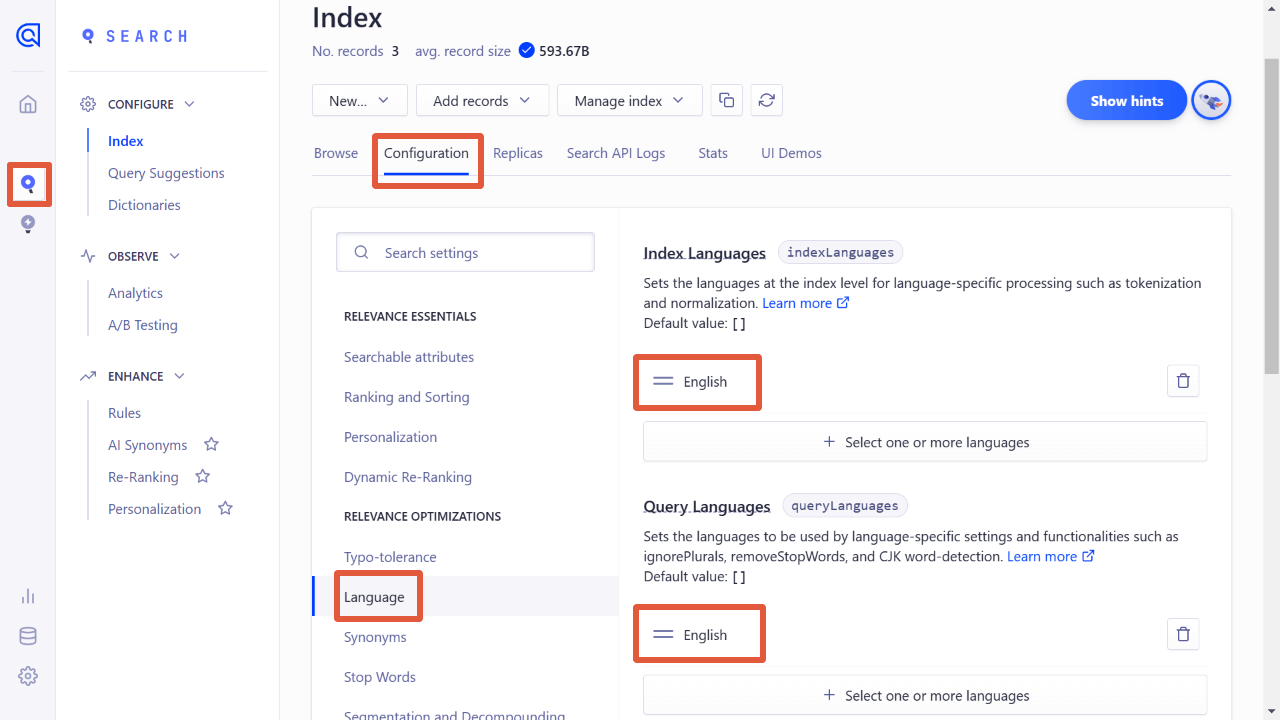 SEARCH
CONFIGURE
Index
Query Suggestions
Dictionaries
OBSERVE
Analytics
A/B Testing
ENHANCE
Rules
AI Synonyms
Re-Ranking
Personalization
Index
No. records 3 avg. record size 593.67B
New... Add records Manage index
Show hints
Browse Configuration Replicas Search API Logs Stats UI Demos
Search settings
RELEVANCE ESSENTIALS
Searchable attributes
Ranking and Sorting
Personalization
Dynamic Re-Ranking
RELEVANCE OPTIMIZATIONS
Typo-tolerance
Language
Synonyms
Stop Words
Segmentation and Decompounding
Index Languages indexLanguages
Sets the languages at the index level for language-specific processing such as tokenization
and normalization. Learn more
Default value: []
English
+ Select one or more languages
Query Languages queryLanguages
Sets the languages to be used by language-specific settings and functionalities such as
ignorePlurals, removeStopWords, and CJK word-detection. Learn more
Default value: []
English
+ Select one or more languages